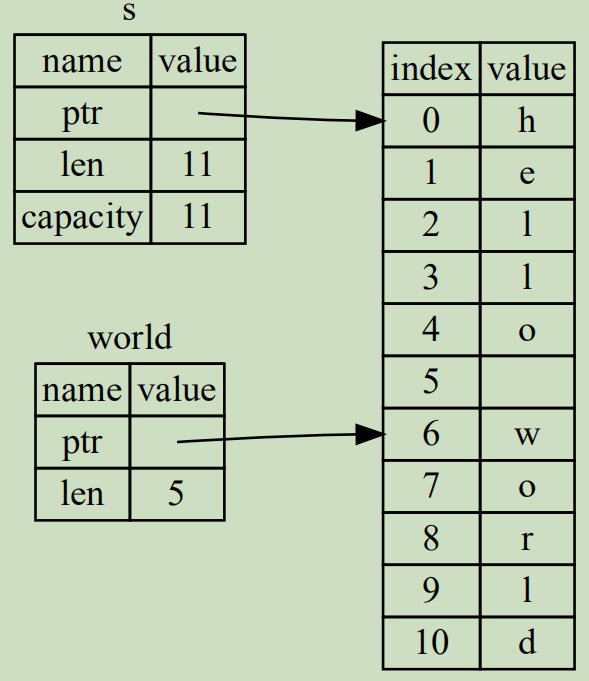 s
name value
ptr
len 11
capacity 11
world
name value
ptr
len 5
index value
0 h
1 e
2 l
3 l
4 o
5
6 w
7 o
8 r
9 l
10 d